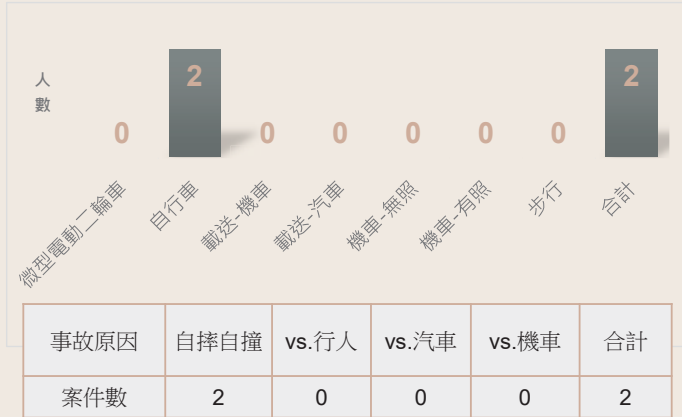 人數
2 2
0 0 0 0 0 0
微型電動二輪車 自行車 載送-機車 載送-汽車 機車-無照 機車-有照 步行 合計
事故原因 自摔自撞 vs.行人 vs.汽車 vs.機車 合計
案件數 2 0 0 0 2